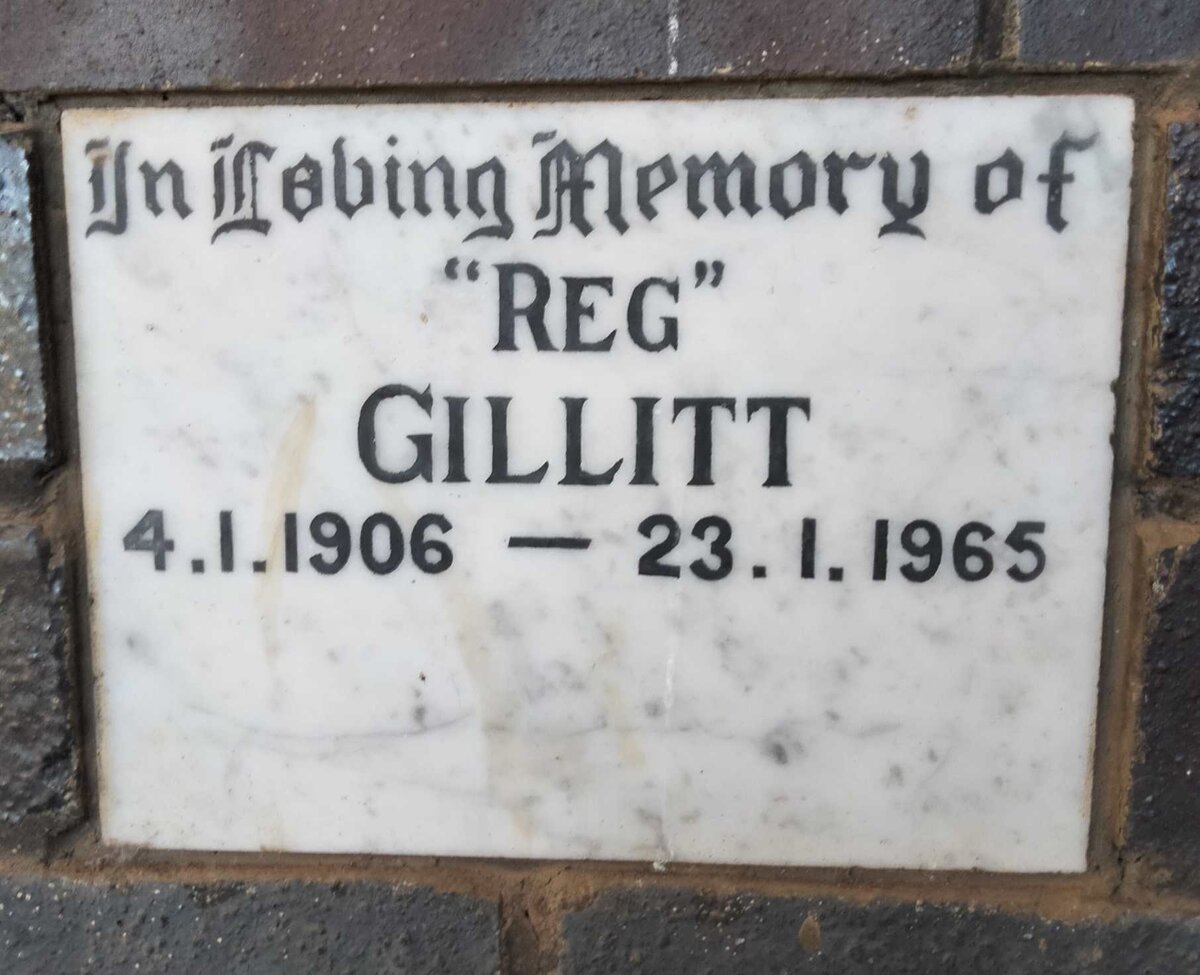 In Loving Memory of
“REG”
GILLITT
4.1.1906 — 23.1.1965